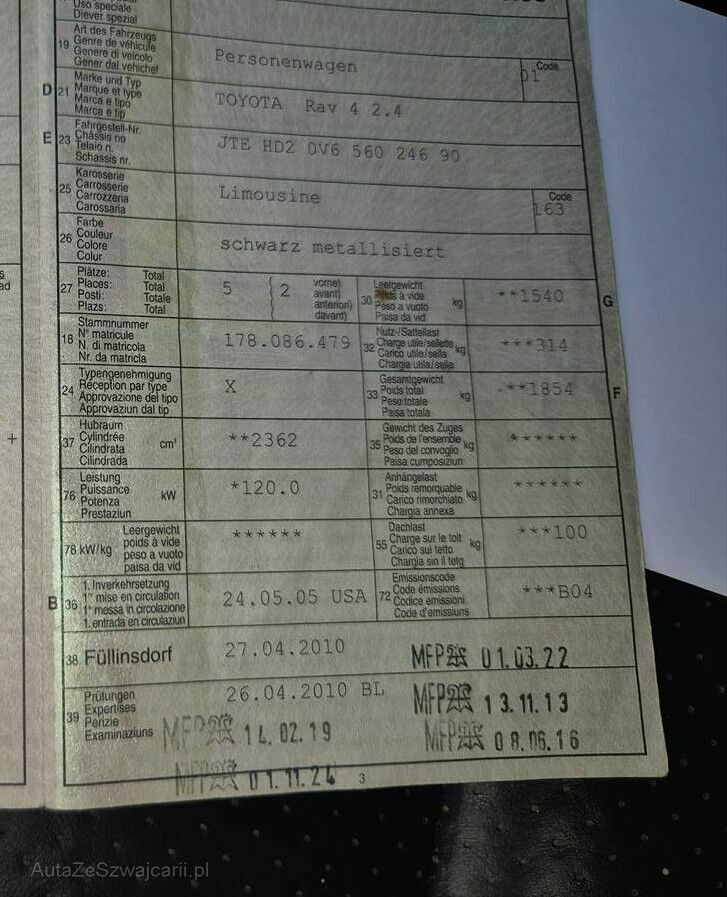 Uso speciale
Diever spezial
19 Art des Fahrzeugs
Genre de véhicule
Genere di veicolo
Gener dal vehichel
Personenwagen
Code
01
D 21 Marke und Typ
Marque et type
Marca e tipo
Marca e tip
TOYOTA Rav 4 2.4
E 23 Fahrgestell-Nr.
Châssis no
Telaio n.
Schassis nr.
JTE HD2 0V6 560 246 90
25 Karosserie
Carrosserie
Carrozzeria
Carossaria
Limousine
Code
163
26 Farbe
Couleur
Colore
Colur
schwarz metallisiert
27 Plätze: Total
Places: Total
Posti: Totale
Plazs: Total
5
2
vorne)
avant)
anteriori)
davant)
30 Leergewicht
Poids à vide
Peso a vuoto
Paisa da vid
kg
**1540
G
18 Stammnummer
N° matricule
N. di matricola
Nr. da matricla
178.086.479
32 Nutz-/Sattellast
Charge utile/sellette
Carico utile/sella
Chargia utila/sella
kg
***314
24 Typengenehmigung
Réception par type
Approvazione del tipo
Approvaziun dal tip
X
33 Gesamtgewicht
Poids total
Peso totale
Paisa totala
kg
**1854
F
37 Hubraum
Cylindrée
Cilindrata
Cilindrada
cm³
**2362
35 Gewicht des Zuges
Poids de l'ensemble
Peso del convoglio
Paisa cumposiziun
kg
******
76 Leistung
Puissance
Potenza
Prestaziun
kW
*120.0
31 Anhängelast
Poids remorquable
Carico rimorchiato
Chargia annexa
kg
******
78 kW/kg
Leergewicht
poids à vide
peso a vuoto
paisa da vid
******
55 Dachlast
Charge sur le toit
Carico sul tetto
Chargia sin il tetg
kg
***100
B 36 1. Inverkehrsetzung
1re mise en circulation
1a messa in circolazione
1. entrada en circulaziun
24.05.05 USA
72 Emissionscode
Code émissions
Codice emissioni
Code d'emissiuns
***B04
38 Füllinsdorf
27.04.2010
MFP 01.03.22
39 Prüfungen
Expertises
Perizie
Examinaziuns
26.04.2010 BL
MFP 13.11.13
MFP 14.02.19
MFP 08.06.16
MFP 01.11.24
3
AutaZeSzwajcarii.pl